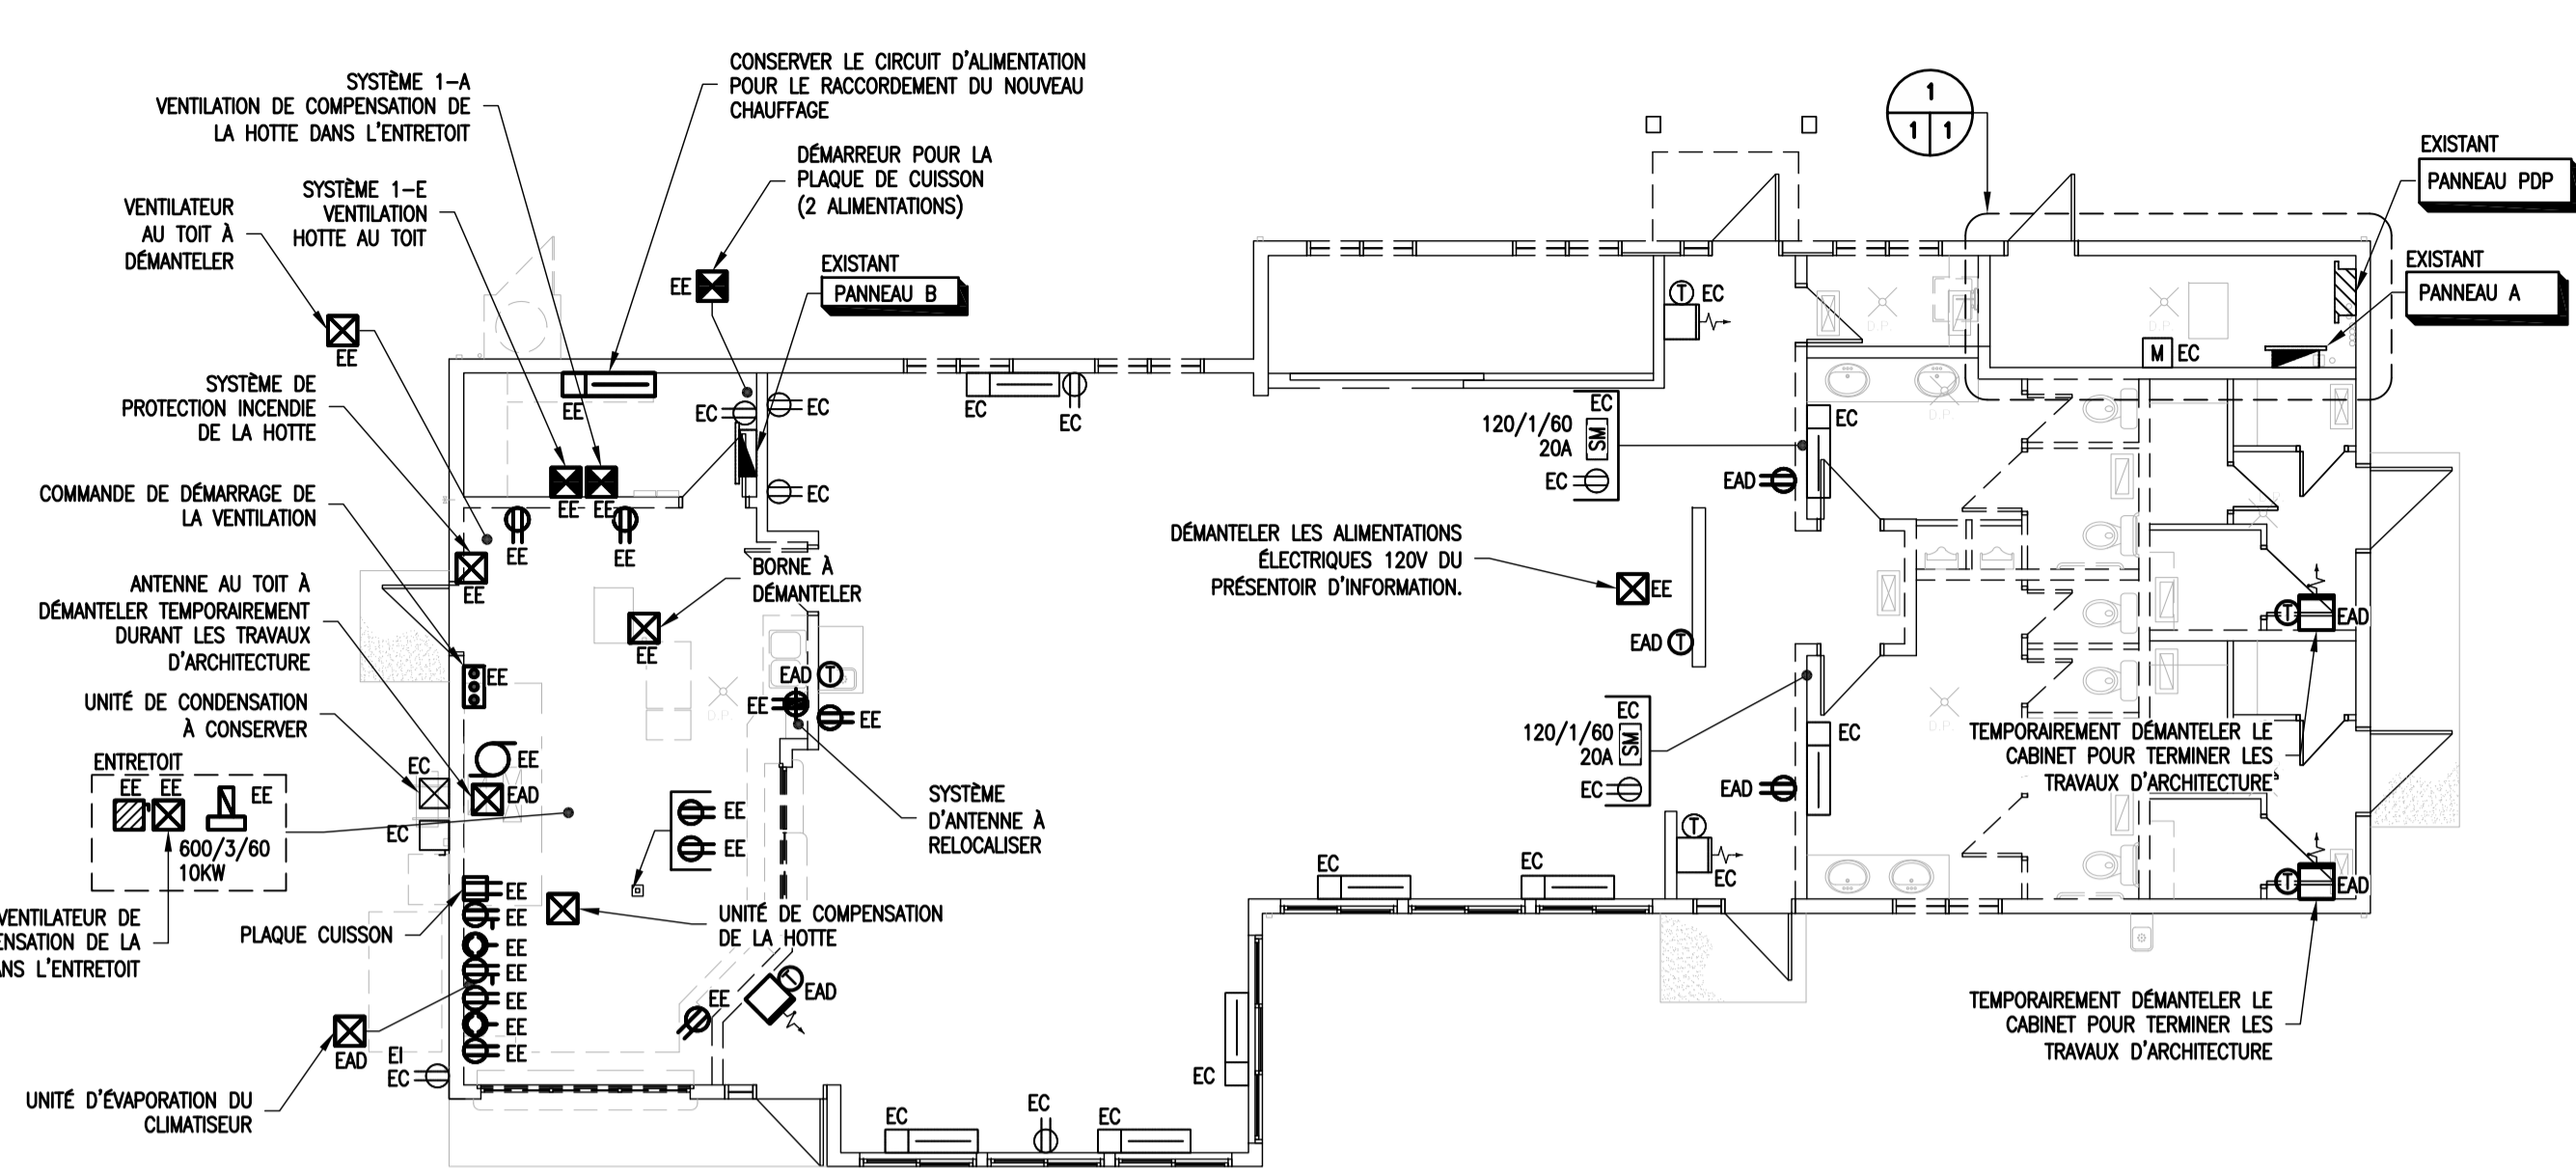 CONSERVER LE CIRCUIT D'ALIMENTATION
POUR LE RACCORDEMENT DU NOUVEAU
CHAUFFAGE
SYSTÈME 1-A
VENTILATION DE COMPENSATION DE
LA HOTTE DANS L'ENTRETOIT
DÉMARREUR POUR LA
PLAQUE DE CUISSON
(2 ALIMENTATIONS)
SYSTÈME 1-E
VENTILATION
HOTTE AU TOIT
VENTILATEUR
AU TOIT À
DÉMANTELER
EE
EE
EXISTANT
PANNEAU B
1
1 1
EXISTANT
PANNEAU PDP
EXISTANT
PANNEAU A
SYSTÈME DE
PROTECTION INCENDIE
DE LA HOTTE
COMMANDE DE DÉMARRAGE DE
LA VENTILATION
ANTENNE AU TOIT À
DÉMANTELER TEMPORAIREMENT
DURANT LES TRAVAUX
D'ARCHITECTURE
UNITÉ DE CONDENSATION
À CONSERVER
EE
EC
EC
EC
EC
EC
EE
EE
EE
EE
EE
BORNE À
DÉMANTELER
EE
EE
EAD T
EE
EE
EE
EAD
EC
EC
ENTRETOIT
EE EE
EE
600/3/60
10KW
VENTILATEUR DE
ENSATION DE LA
ANS L'ENTRETOIT
PLAQUE CUISSON
EE
EE
EE
EE
EE
EE
EE
EE
EE
SYSTÈME
D'ANTENNE À
RELOCALISER
UNITÉ DE COMPENSATION
DE LA HOTTE
EE
T
EAD
EAD
EI
EC
UNITÉ D'ÉVAPORATION DU
CLIMATISEUR
EC
EC
EC
EC
EC
EC
T
EC
T EC
EC
120/1/60
20A
SM
EC
EAD
EC
DÉMANTELER LES ALIMENTATIONS
ÉLECTRIQUES 120V DU
PRÉSENTOIR D'INFORMATION.
EE
EAD T
EC
120/1/60
20A
SM
EC
EAD
EC
D.P.
D.P.
D.P.
D.P.
D.P.
D.P.
M EC
T
EAD
TEMPORAIREMENT DÉMANTELER LE
CABINET POUR TERMINER LES
TRAVAUX D'ARCHITECTURE
T
EAD
TEMPORAIREMENT DÉMANTELER LE
CABINET POUR TERMINER LES
TRAVAUX D'ARCHITECTURE